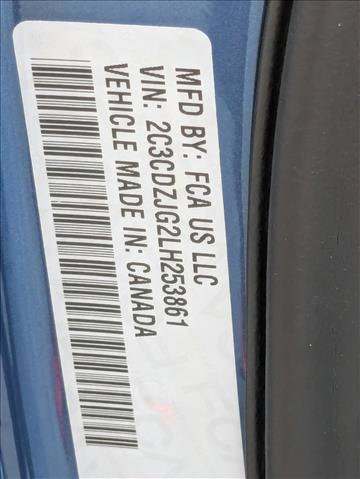 MFD BY: FCA US LLC
VIN: 2C3CDZJG2LH253861
VEHICLE MADE IN: CANADA